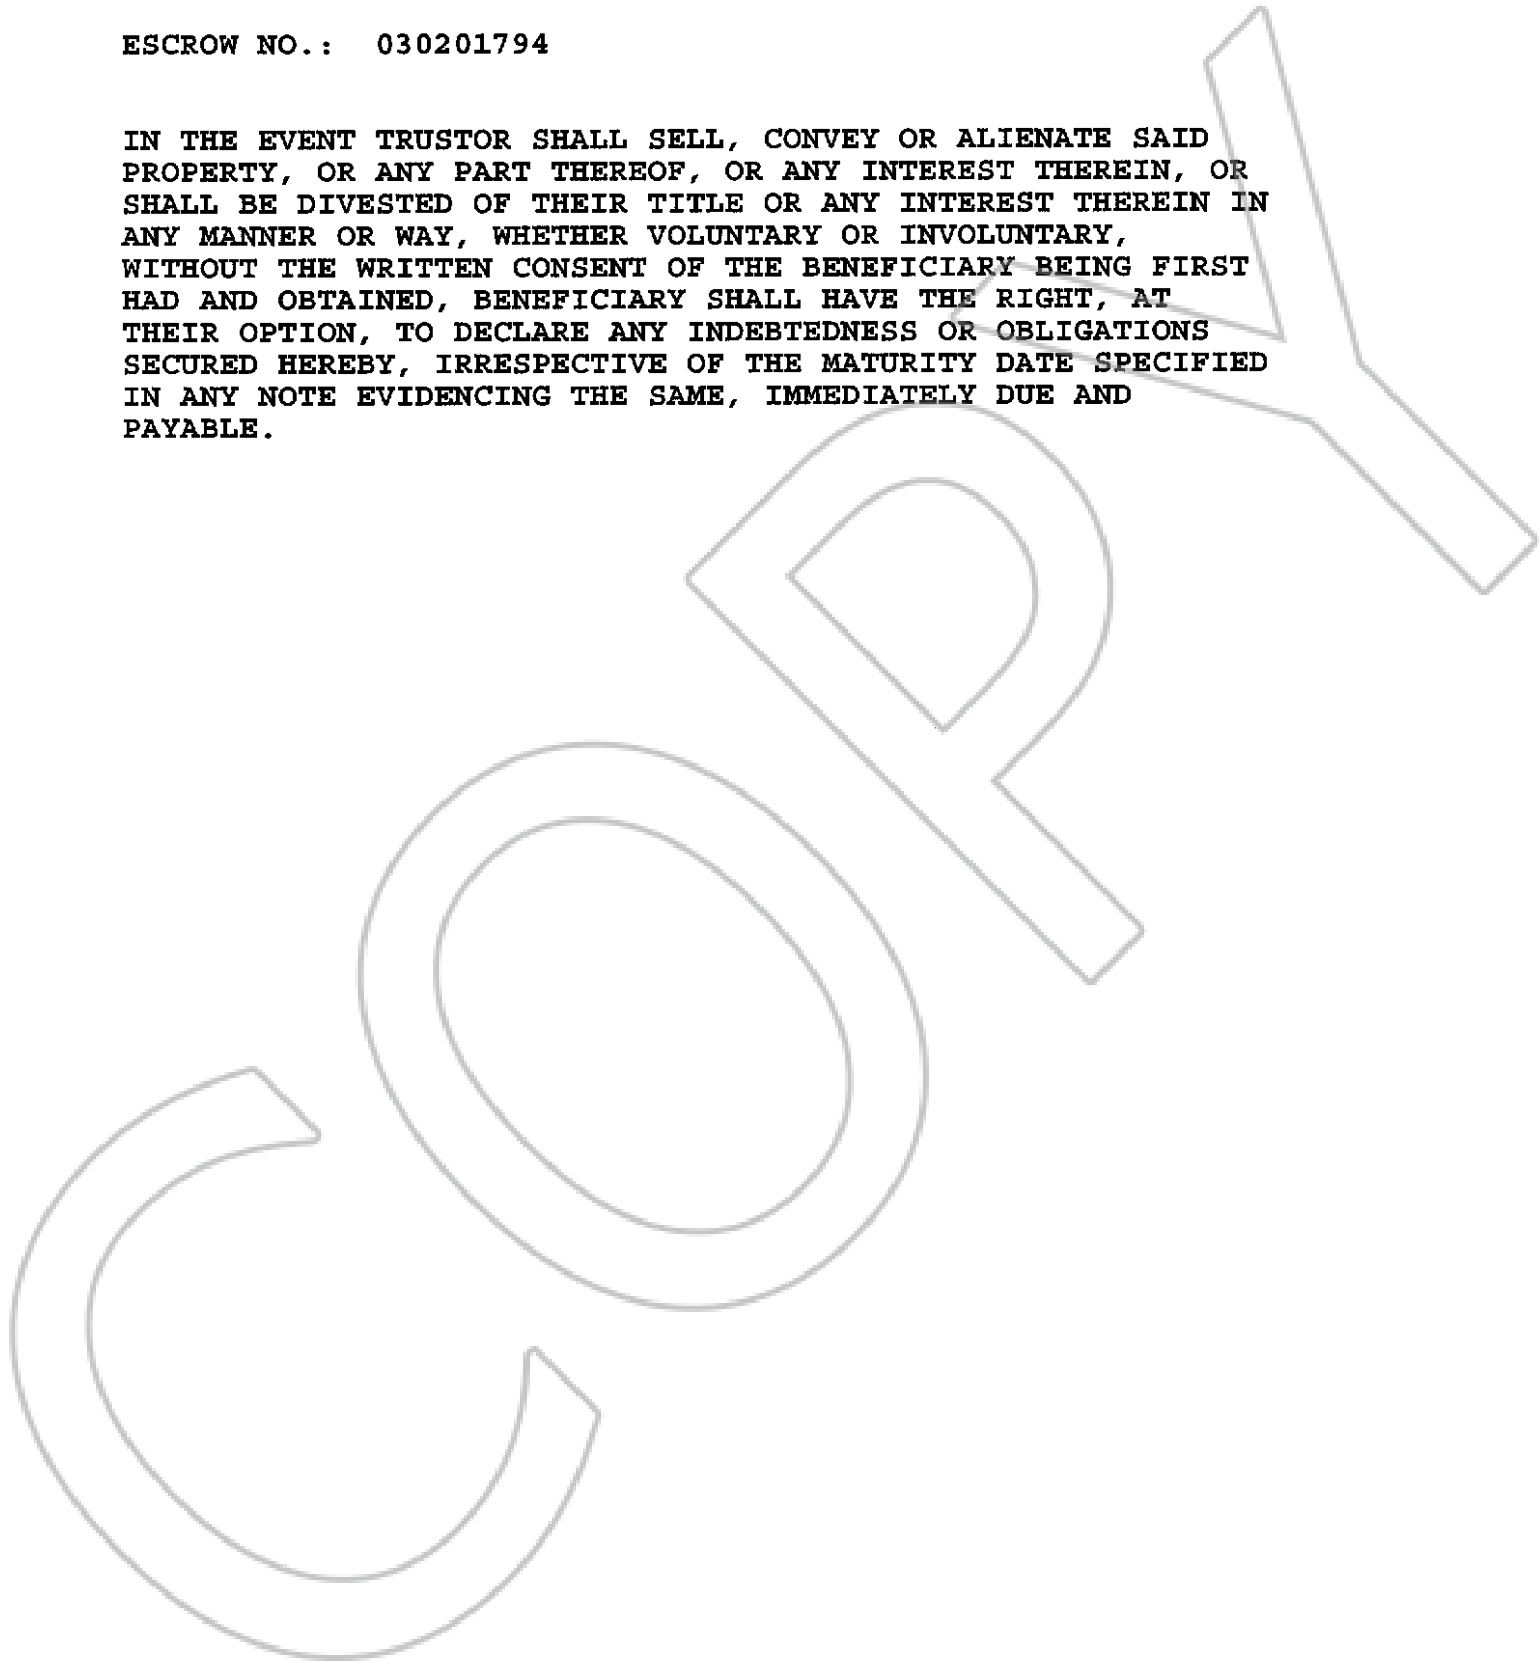 ESCROW NO.: 030201794
IN THE EVENT TRUSTOR SHALL SELL, CONVEY OR ALIENATE SAID
PROPERTY, OR ANY PART THEREOF, OR ANY INTEREST THEREIN, OR
SHALL BE DIVESTED OF THEIR TITLE OR ANY INTEREST THEREIN IN
ANY MANNER OR WAY, WHETHER VOLUNTARY OR INVOLUNTARY,
WITHOUT THE WRITTEN CONSENT OF THE BENEFICIARY BEING FIRST
HAD AND OBTAINED, BENEFICIARY SHALL HAVE THE RIGHT, AT
THEIR OPTION, TO DECLARE ANY INDEBTEDNESS OR OBLIGATIONS
SECURED HEREBY, IRRESPECTIVE OF THE MATURITY DATE SPECIFIED
IN ANY NOTE EVIDENCING THE SAME, IMMEDIATELY DUE AND
PAYABLE.
COPY